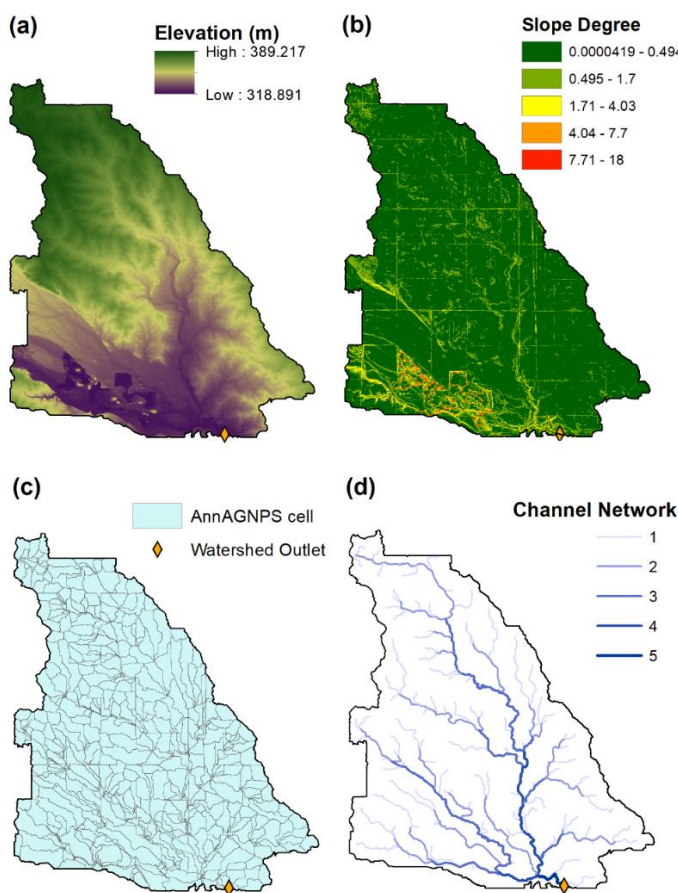 (a)
Elevation (m)
High : 389.217
Low : 318.891
(b)
Slope Degree
0.0000419 - 0.494
0.495 - 1.7
1.71 - 4.03
4.04 - 7.7
7.71 - 18
(c)
AnnAGNPS cell
Watershed Outlet
(d)
Channel Network
1
2
3
4
5